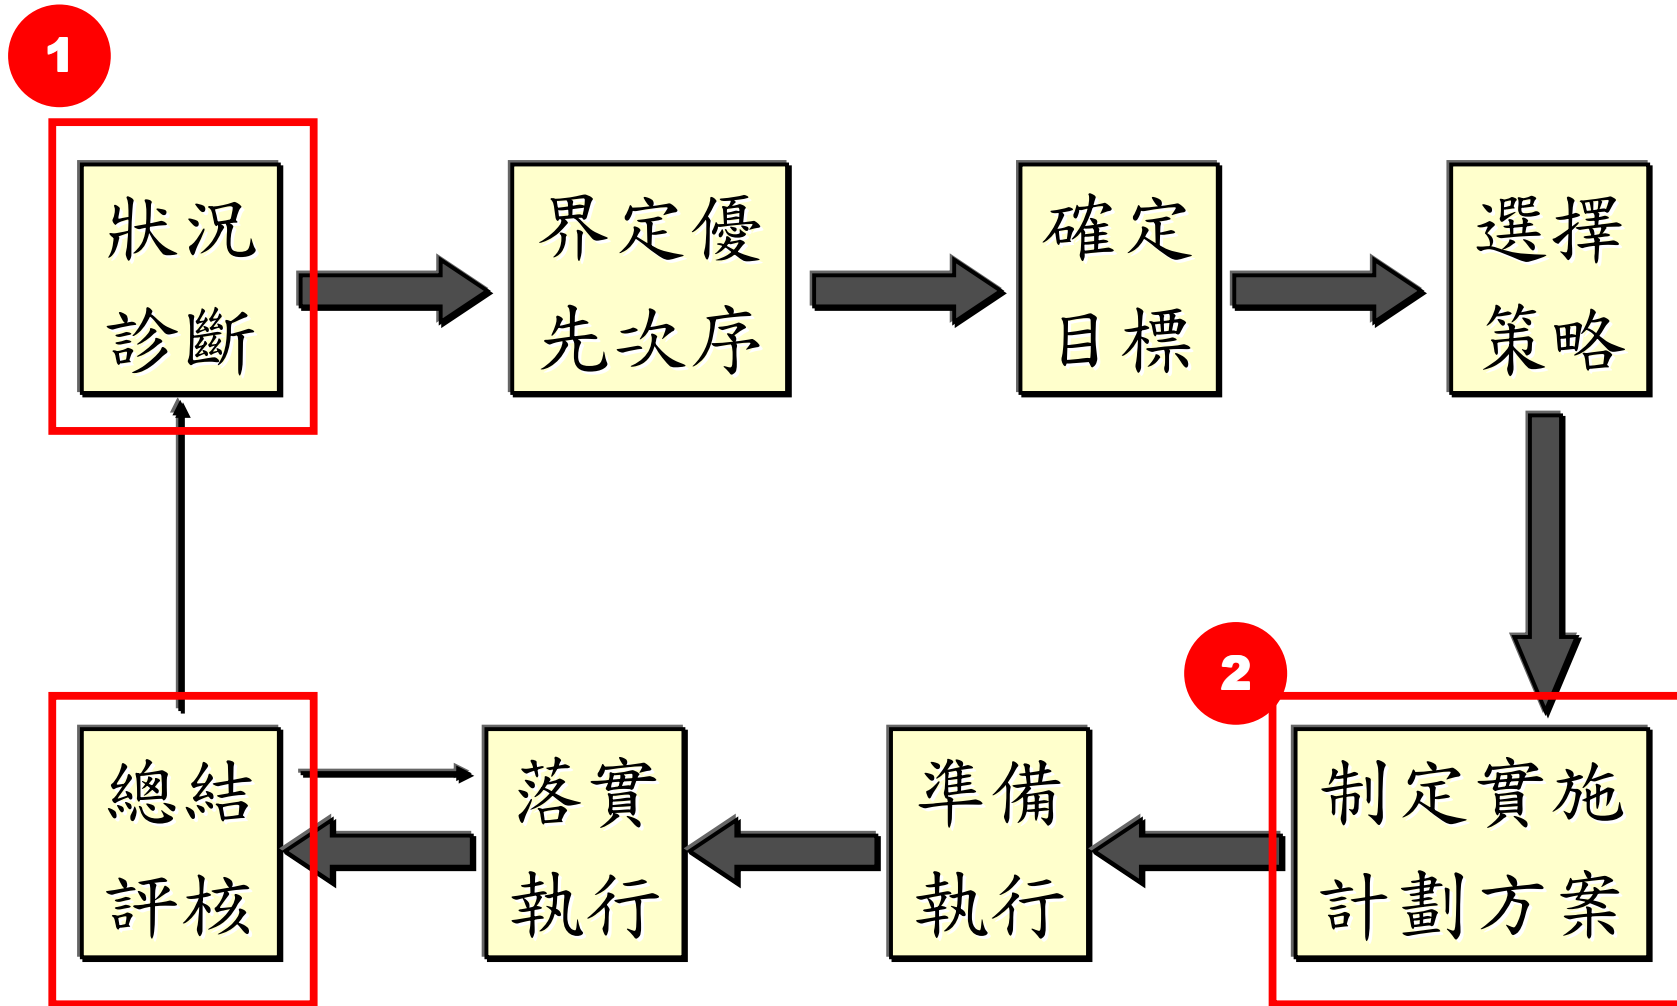 1
狀況
診斷
界定優
先次序
確定
目標
選擇
策略
2
總結
評核
落實
執行
準備
執行
制定實施
計劃方案